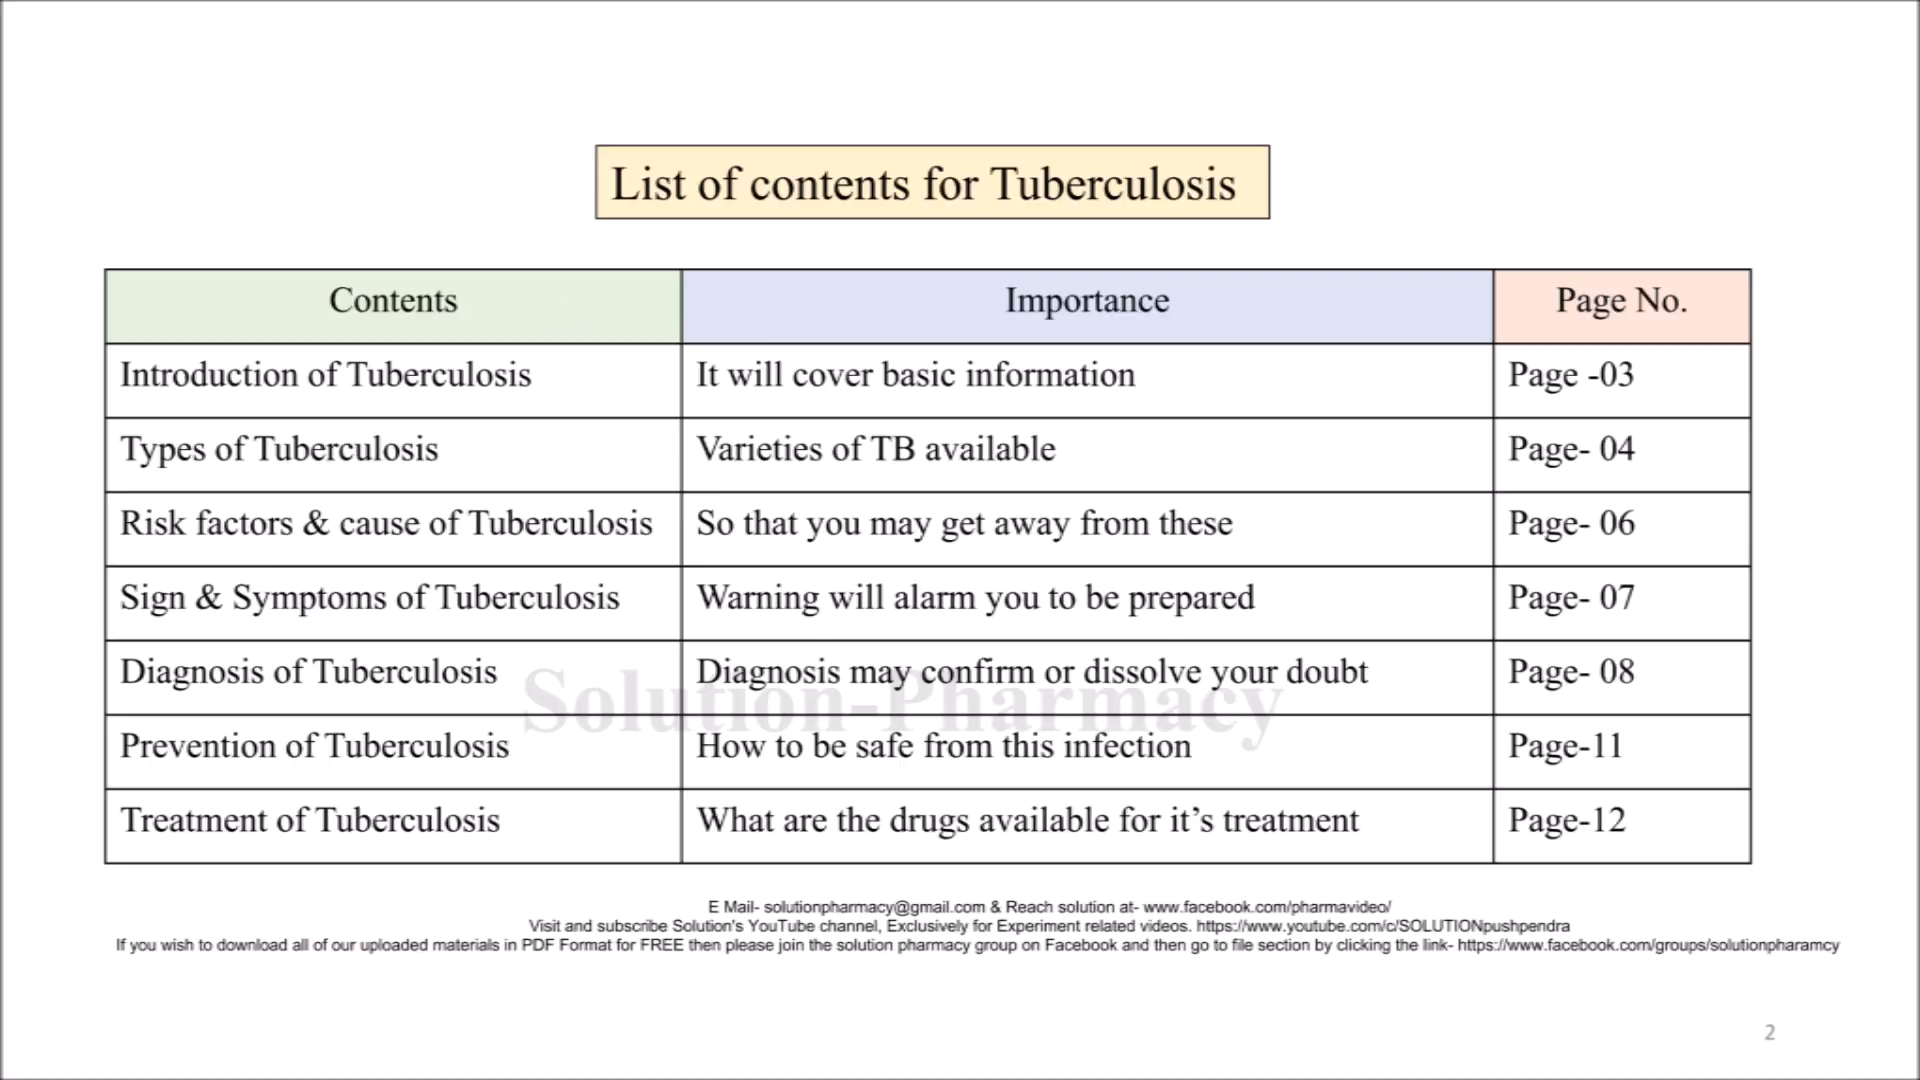 List of contents for Tuberculosis
Contents Importance Page No.
Introduction of Tuberculosis It will cover basic information Page -03
Types of Tuberculosis Varieties of TB available Page- 04
Risk factors & cause of Tuberculosis So that you may get away from these Page- 06
Sign & Symptoms of Tuberculosis Warning will alarm you to be prepared Page- 07
Diagnosis of Tuberculosis Diagnosis may confirm or dissolve your doubt Page- 08
Solution-Pharmacy
Prevention of Tuberculosis How to be safe from this infection Page-11
Treatment of Tuberculosis What are the drugs available for it’s treatment Page-12
E Mail- solutionpharmacy@gmail.com & Reach solution at- www.facebook.com/pharmavideo/
Visit and subscribe Solution's YouTube channel, Exclusively for Experiment related videos. https://www.youtube.com/c/SOLUTIONpushpendra
If you wish to download all of our uploaded materials in PDF Format for FREE then please join the solution pharmacy group on Facebook and then go to file section by clicking the link- https://www.facebook.com/groups/solutionpharamcy
2